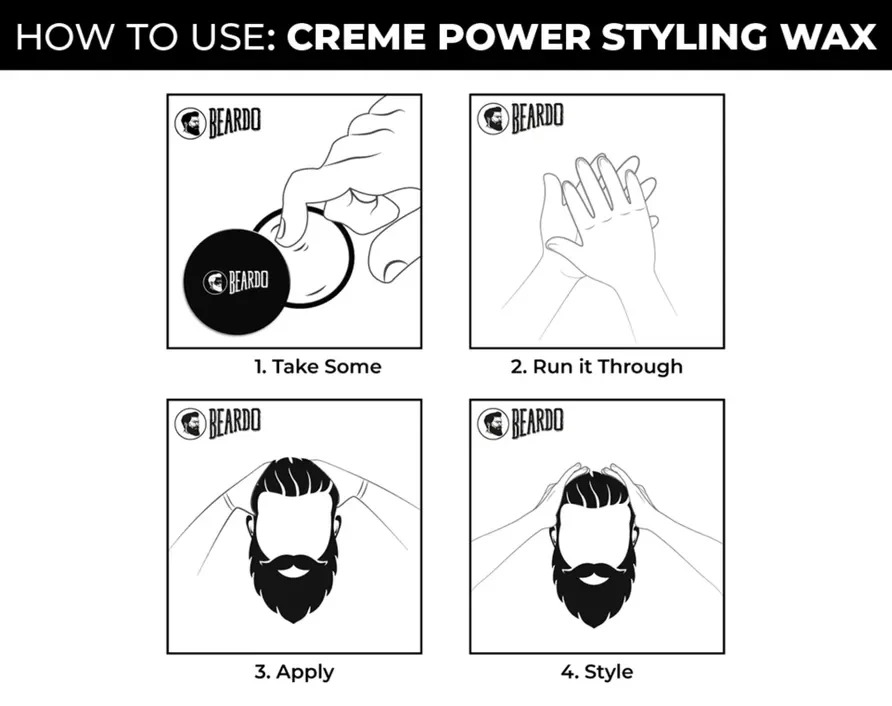 HOW TO USE: CREME POWER STYLING WAX
BEARDO
BEARDO
BEARDO
1. Take Some
2. Run it Through
BEARDO
BEARDO
3. Apply
4. Style